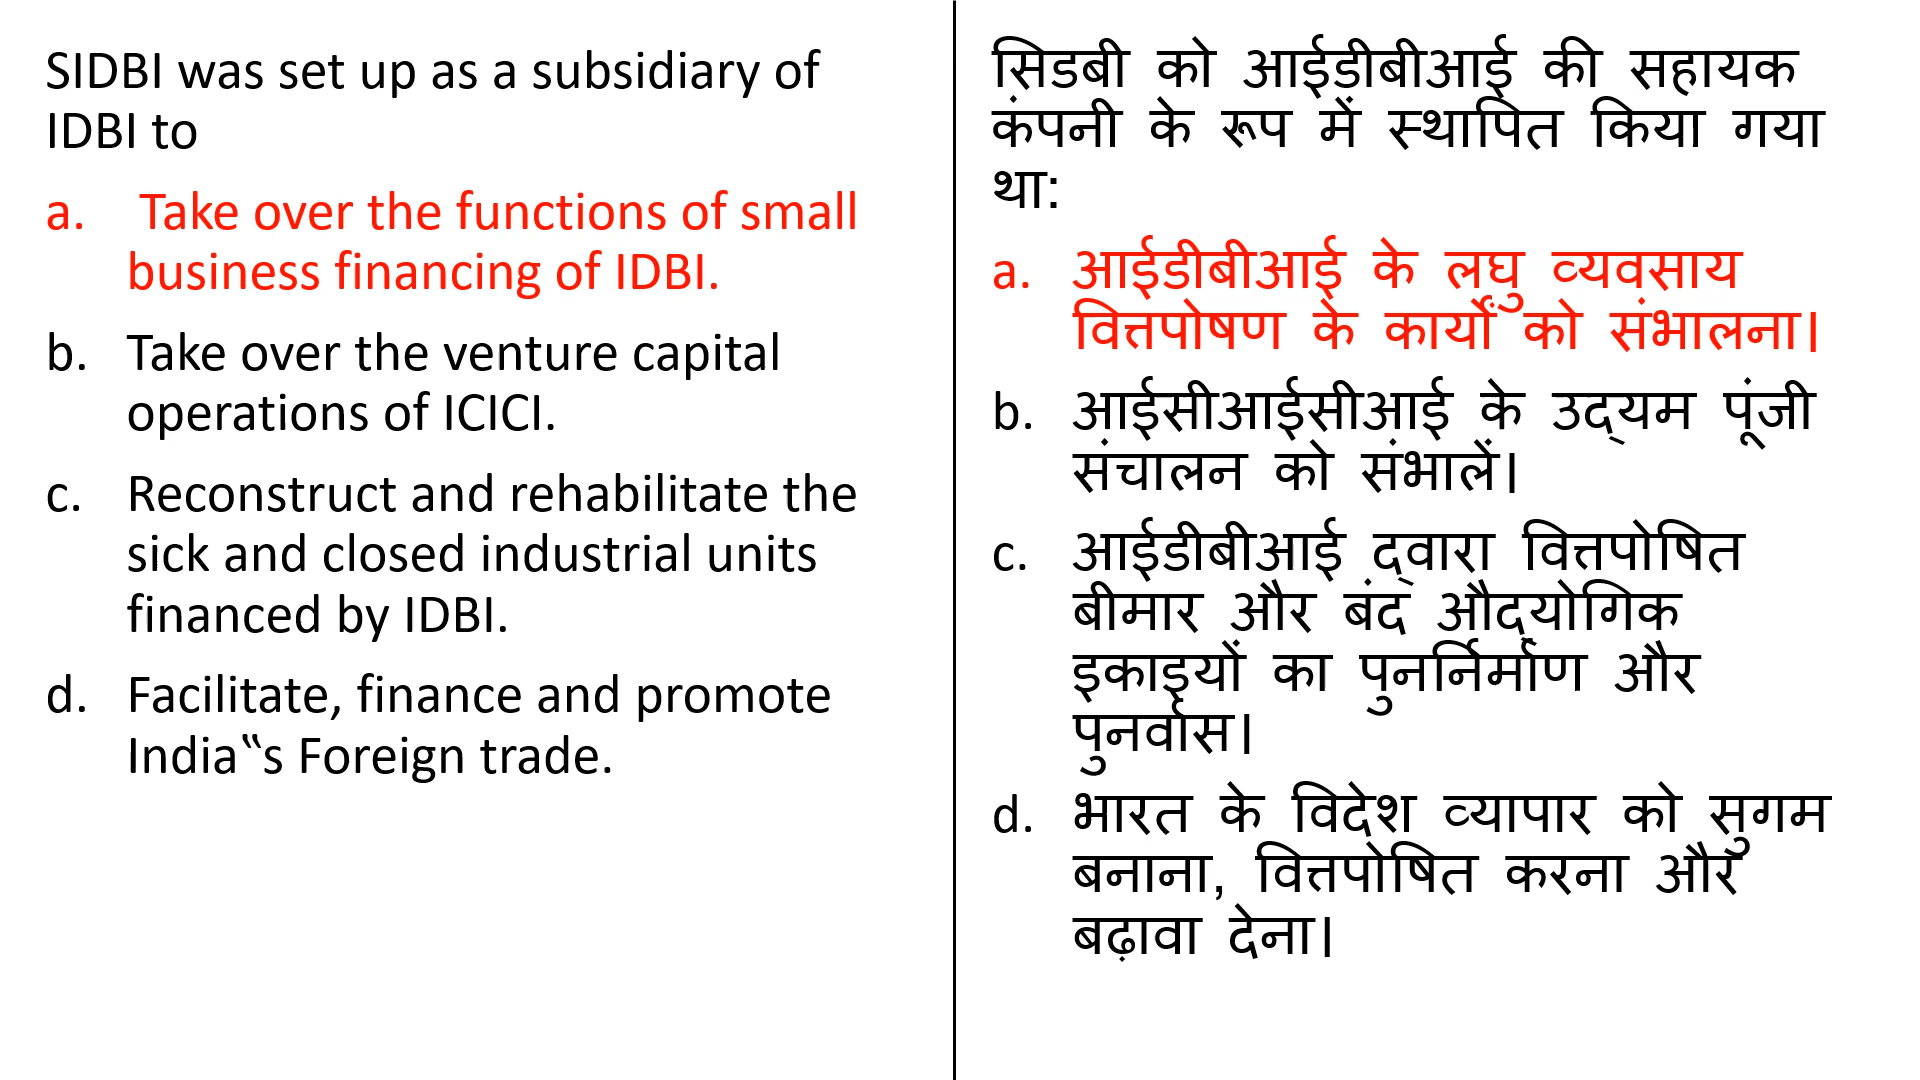 SIDBI was set up as a subsidiary of
IDBI to
a. Take over the functions of small
business financing of IDBI.
b. Take over the venture capital
operations of ICICI.
c. Reconstruct and rehabilitate the
sick and closed industrial units
financed by IDBI.
d. Facilitate, finance and promote
India‟s Foreign trade.
सिडबी को आईडीबीआई की सहायक
कंपनी के रूप में स्थापित किया गया
था:
a. आईडीबीआई के लघु व्यवसाय
वित्तपोषण के कार्यों को संभालना।
b. आईसीआईसीआई के उद्यम पूंजी
संचालन को संभालें।
c. आईडीबीआई द्वारा वित्तपोषित
बीमार और बंद औद्योगिक
इकाइयों का पुनर्निर्माण और
पुनर्वास।
d. भारत के विदेश व्यापार को सुगम
बनाना, वित्तपोषित करना और
बढ़ावा देना।